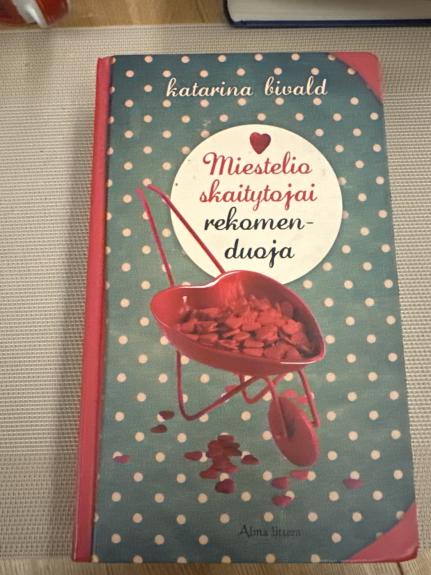 katarina bivald
Miestelio
skaitytojai
rekomen-
duoja
Alma littera